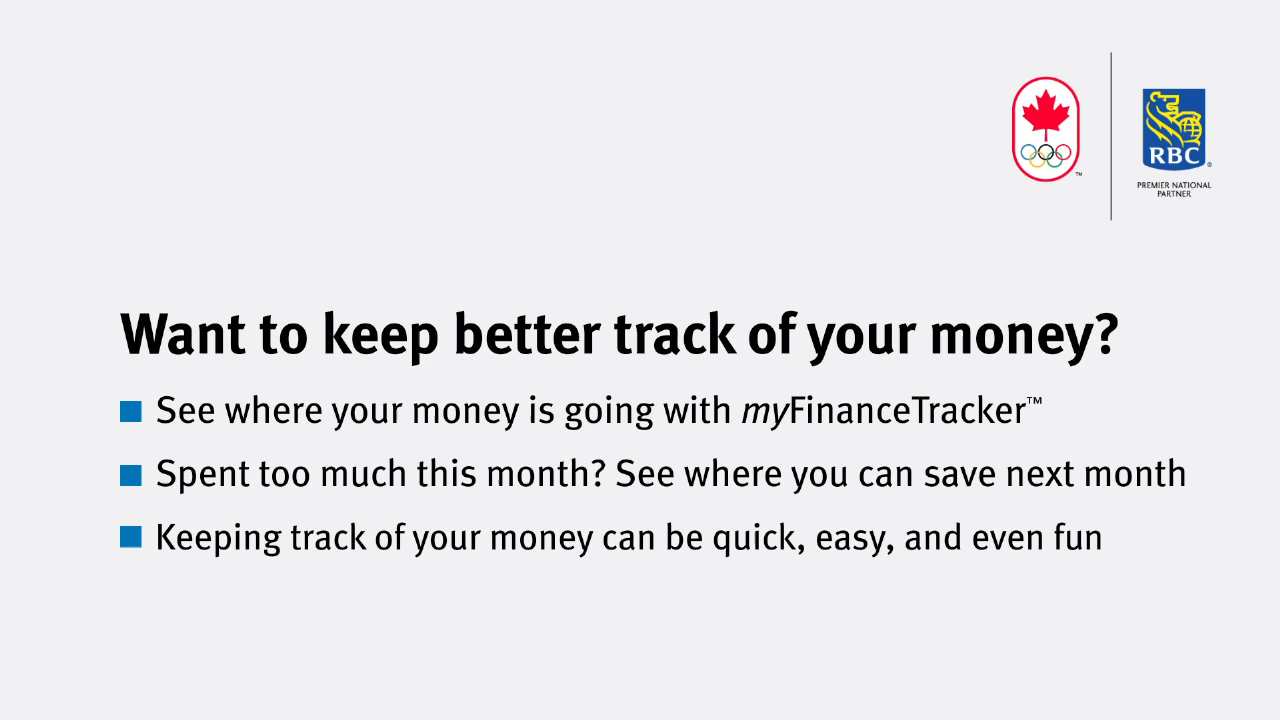 TM
RBC
®
PREMIER NATIONAL
PARTNER
Want to keep better track of your money?
See where your money is going with myFinanceTracker™
Spent too much this month? See where you can save next month
Keeping track of your money can be quick, easy, and even fun